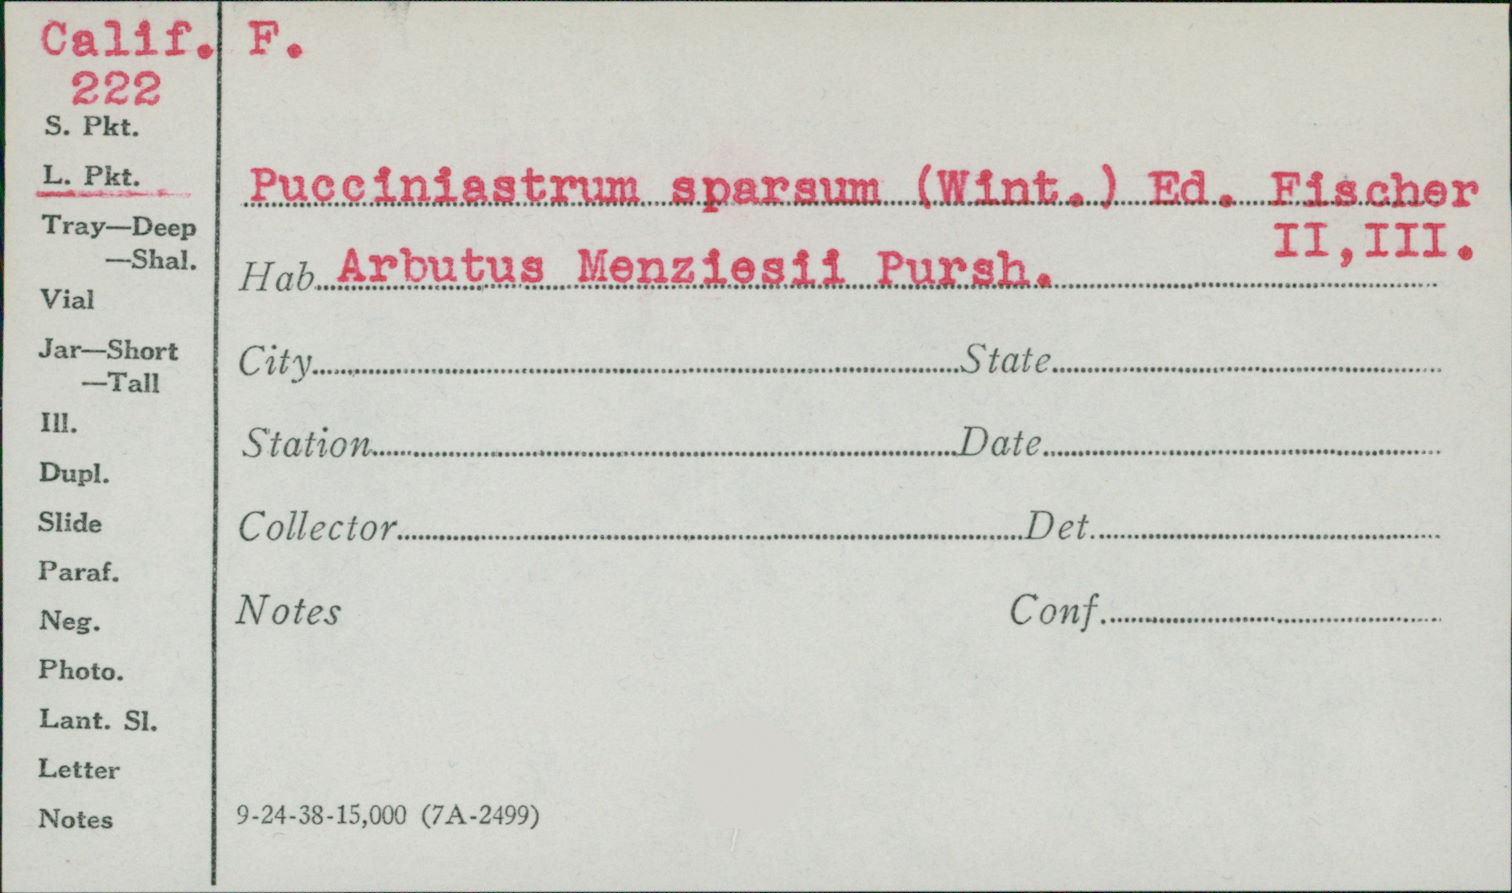 Calif. F.
222
S. Pkt.
L. Pkt.
Pucciniastrum sparsum (Wint.) Ed. Fischer
II,III.
Tray—Deep
—Shal.
Hab. Arbutus Menziesii Pursh.
Vial
Jar—Short
—Tall
City State
Ill.
Station Date
Dupl.
Slide
Collector Det.
Paraf.
Neg.
Notes Conf.
Photo.
Lant. Sl.
Letter
Notes
9-24-38-15,000 (7A-2499)